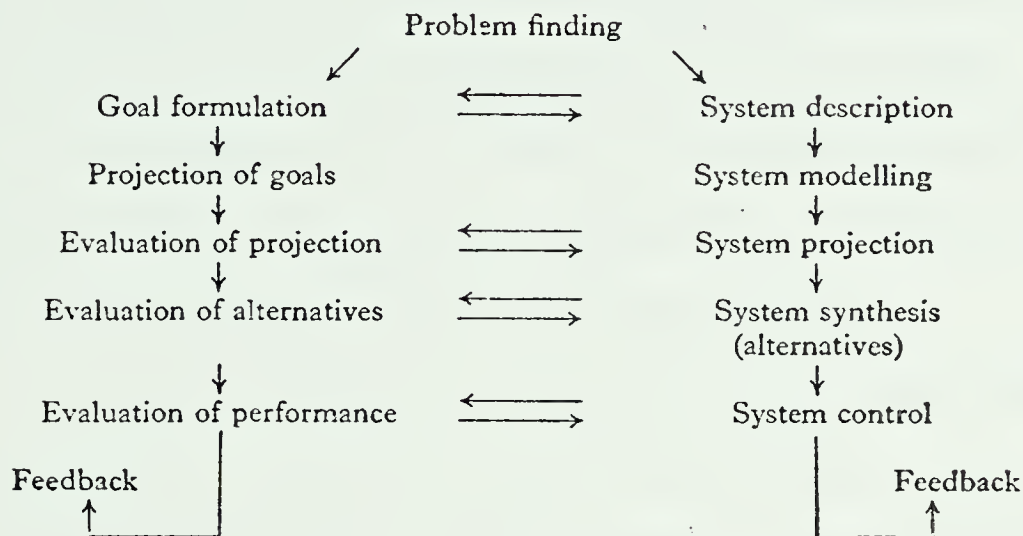 Problem finding
Goal formulation
System description
Projection of goals
System modelling
Evaluation of projection
System projection
Evaluation of alternatives
System synthesis
(alternatives)
Evaluation of performance
System control
Feedback
Feedback